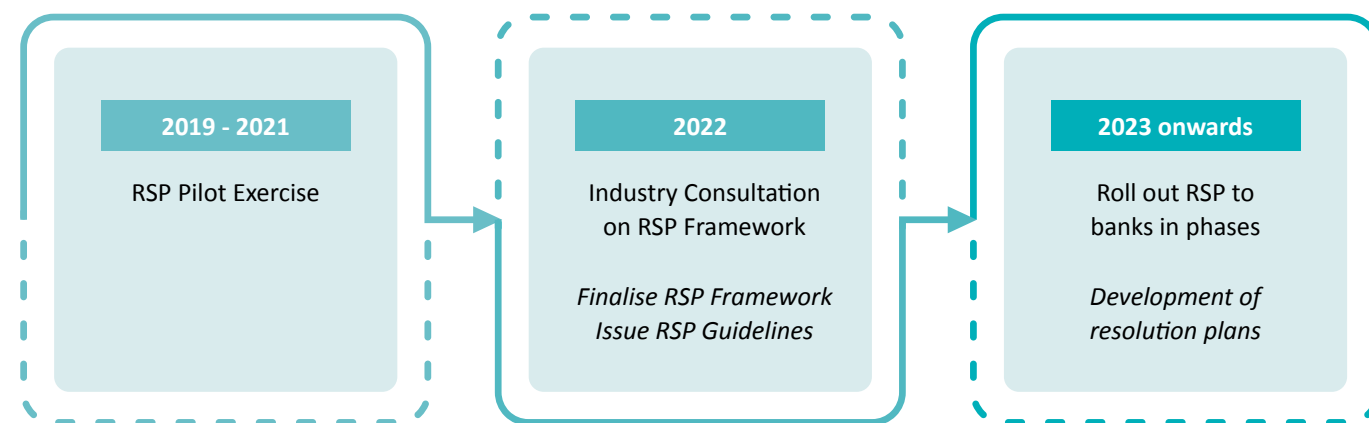 2019 - 2021
RSP Pilot Exercise
2022
Industry Consultation
on RSP Framework
Finalise RSP Framework
Issue RSP Guidelines
2023 onwards
Roll out RSP to
banks in phases
Development of
resolution plans